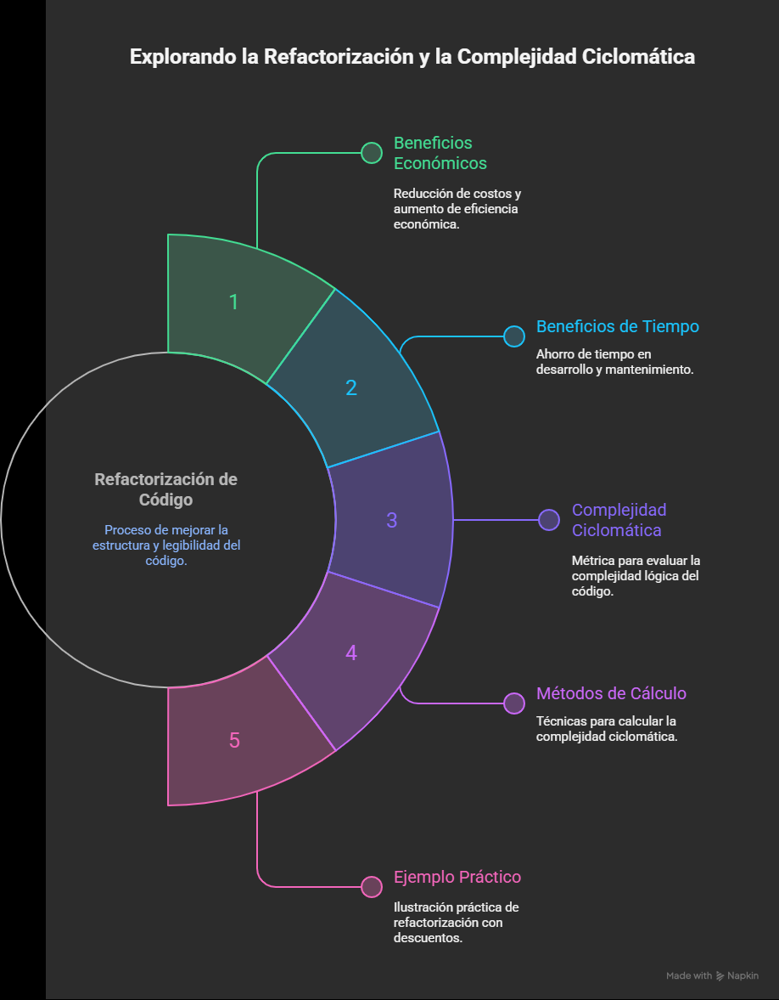 Explorando la Refactorización y la Complejidad Ciclomática
Beneficios
Económicos
Reducción de costos y
aumento de eficiencia
económica.
1
Beneficios de Tiempo
Ahorro de tiempo en
desarrollo y mantenimiento.
2
Refactorización de
Código
Proceso de mejorar la
estructura y legibilidad del
código.
3
Complejidad
Ciclomática
Métrica para evaluar la
complejidad lógica del
código.
4
Métodos de Cálculo
Técnicas para calcular la
complejidad ciclomática.
5
Ejemplo Práctico
Ilustración práctica de
refactorización con
descuentos.
Made with Napkin